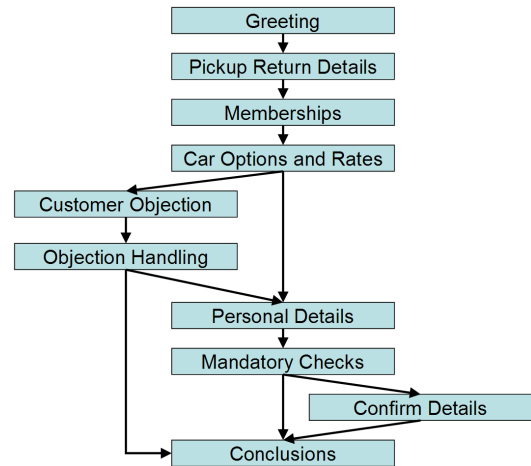 Greeting
Pickup Return Details
Memberships
Car Options and Rates
Customer Objection
Objection Handling
Personal Details
Mandatory Checks
Confirm Details
Conclusions